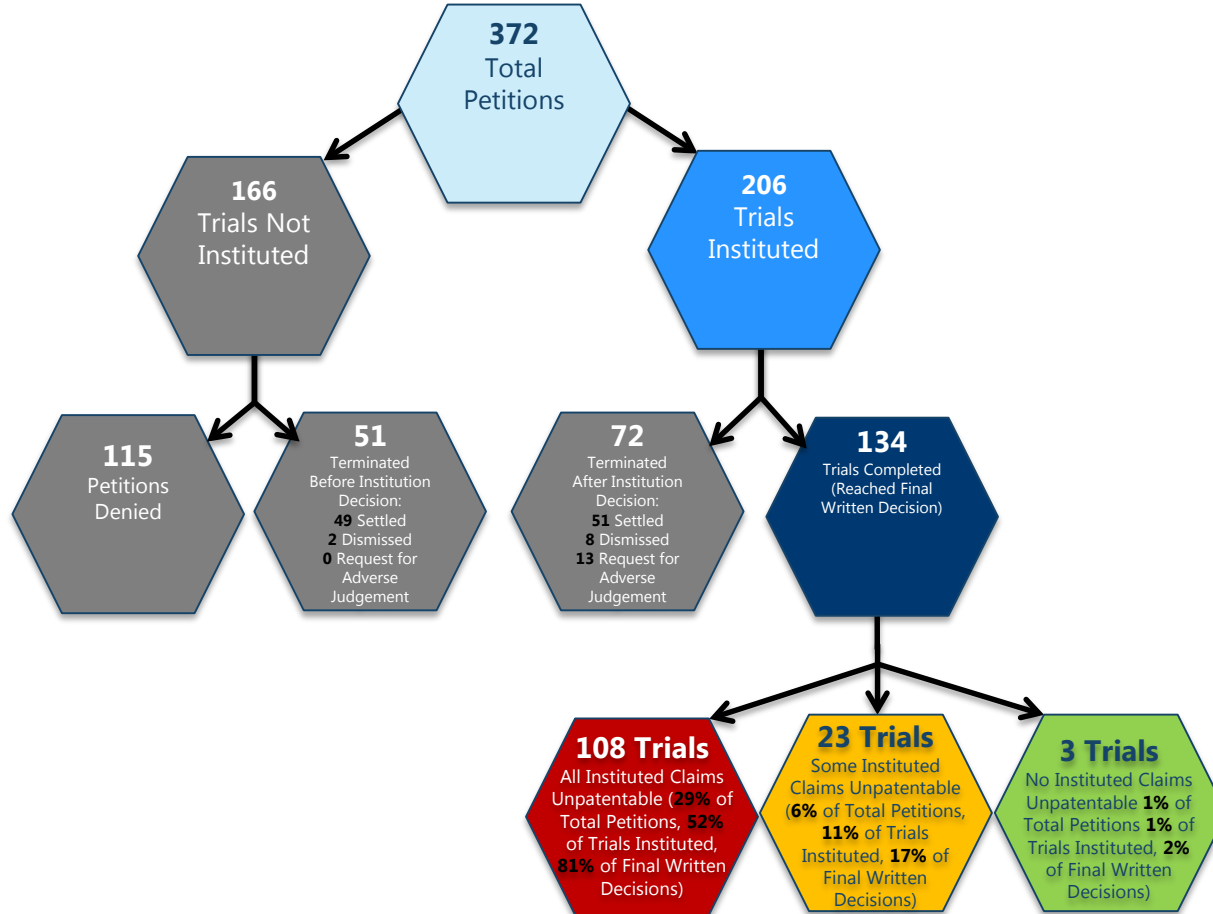 372
Total
Petitions
166
Trials Not
Instituted
206
Trials
Instituted
115
Petitions
Denied
51
Terminated
Before Institution
Decision:
49 Settled
2 Dismissed
0 Request for
Adverse
Judgement
72
Terminated
After Institution
Decision:
51 Settled
8 Dismissed
13 Request for
Adverse
Judgement
134
Trials Completed
(Reached Final
Written Decision)
108 Trials
All Instituted Claims
Unpatentable (29% of
Total Petitions, 52%
of Trials Instituted,
81% of Final Written
Decisions)
23 Trials
Some Instituted
Claims Unpatentable
(6% of Total Petitions,
11% of Trials
Instituted, 17% of
Final Written
Decisions)
3 Trials
No Instituted Claims
Unpatentable 1% of
Total Petitions 1% of
Trials Instituted, 2%
of Final Written
Decisions)